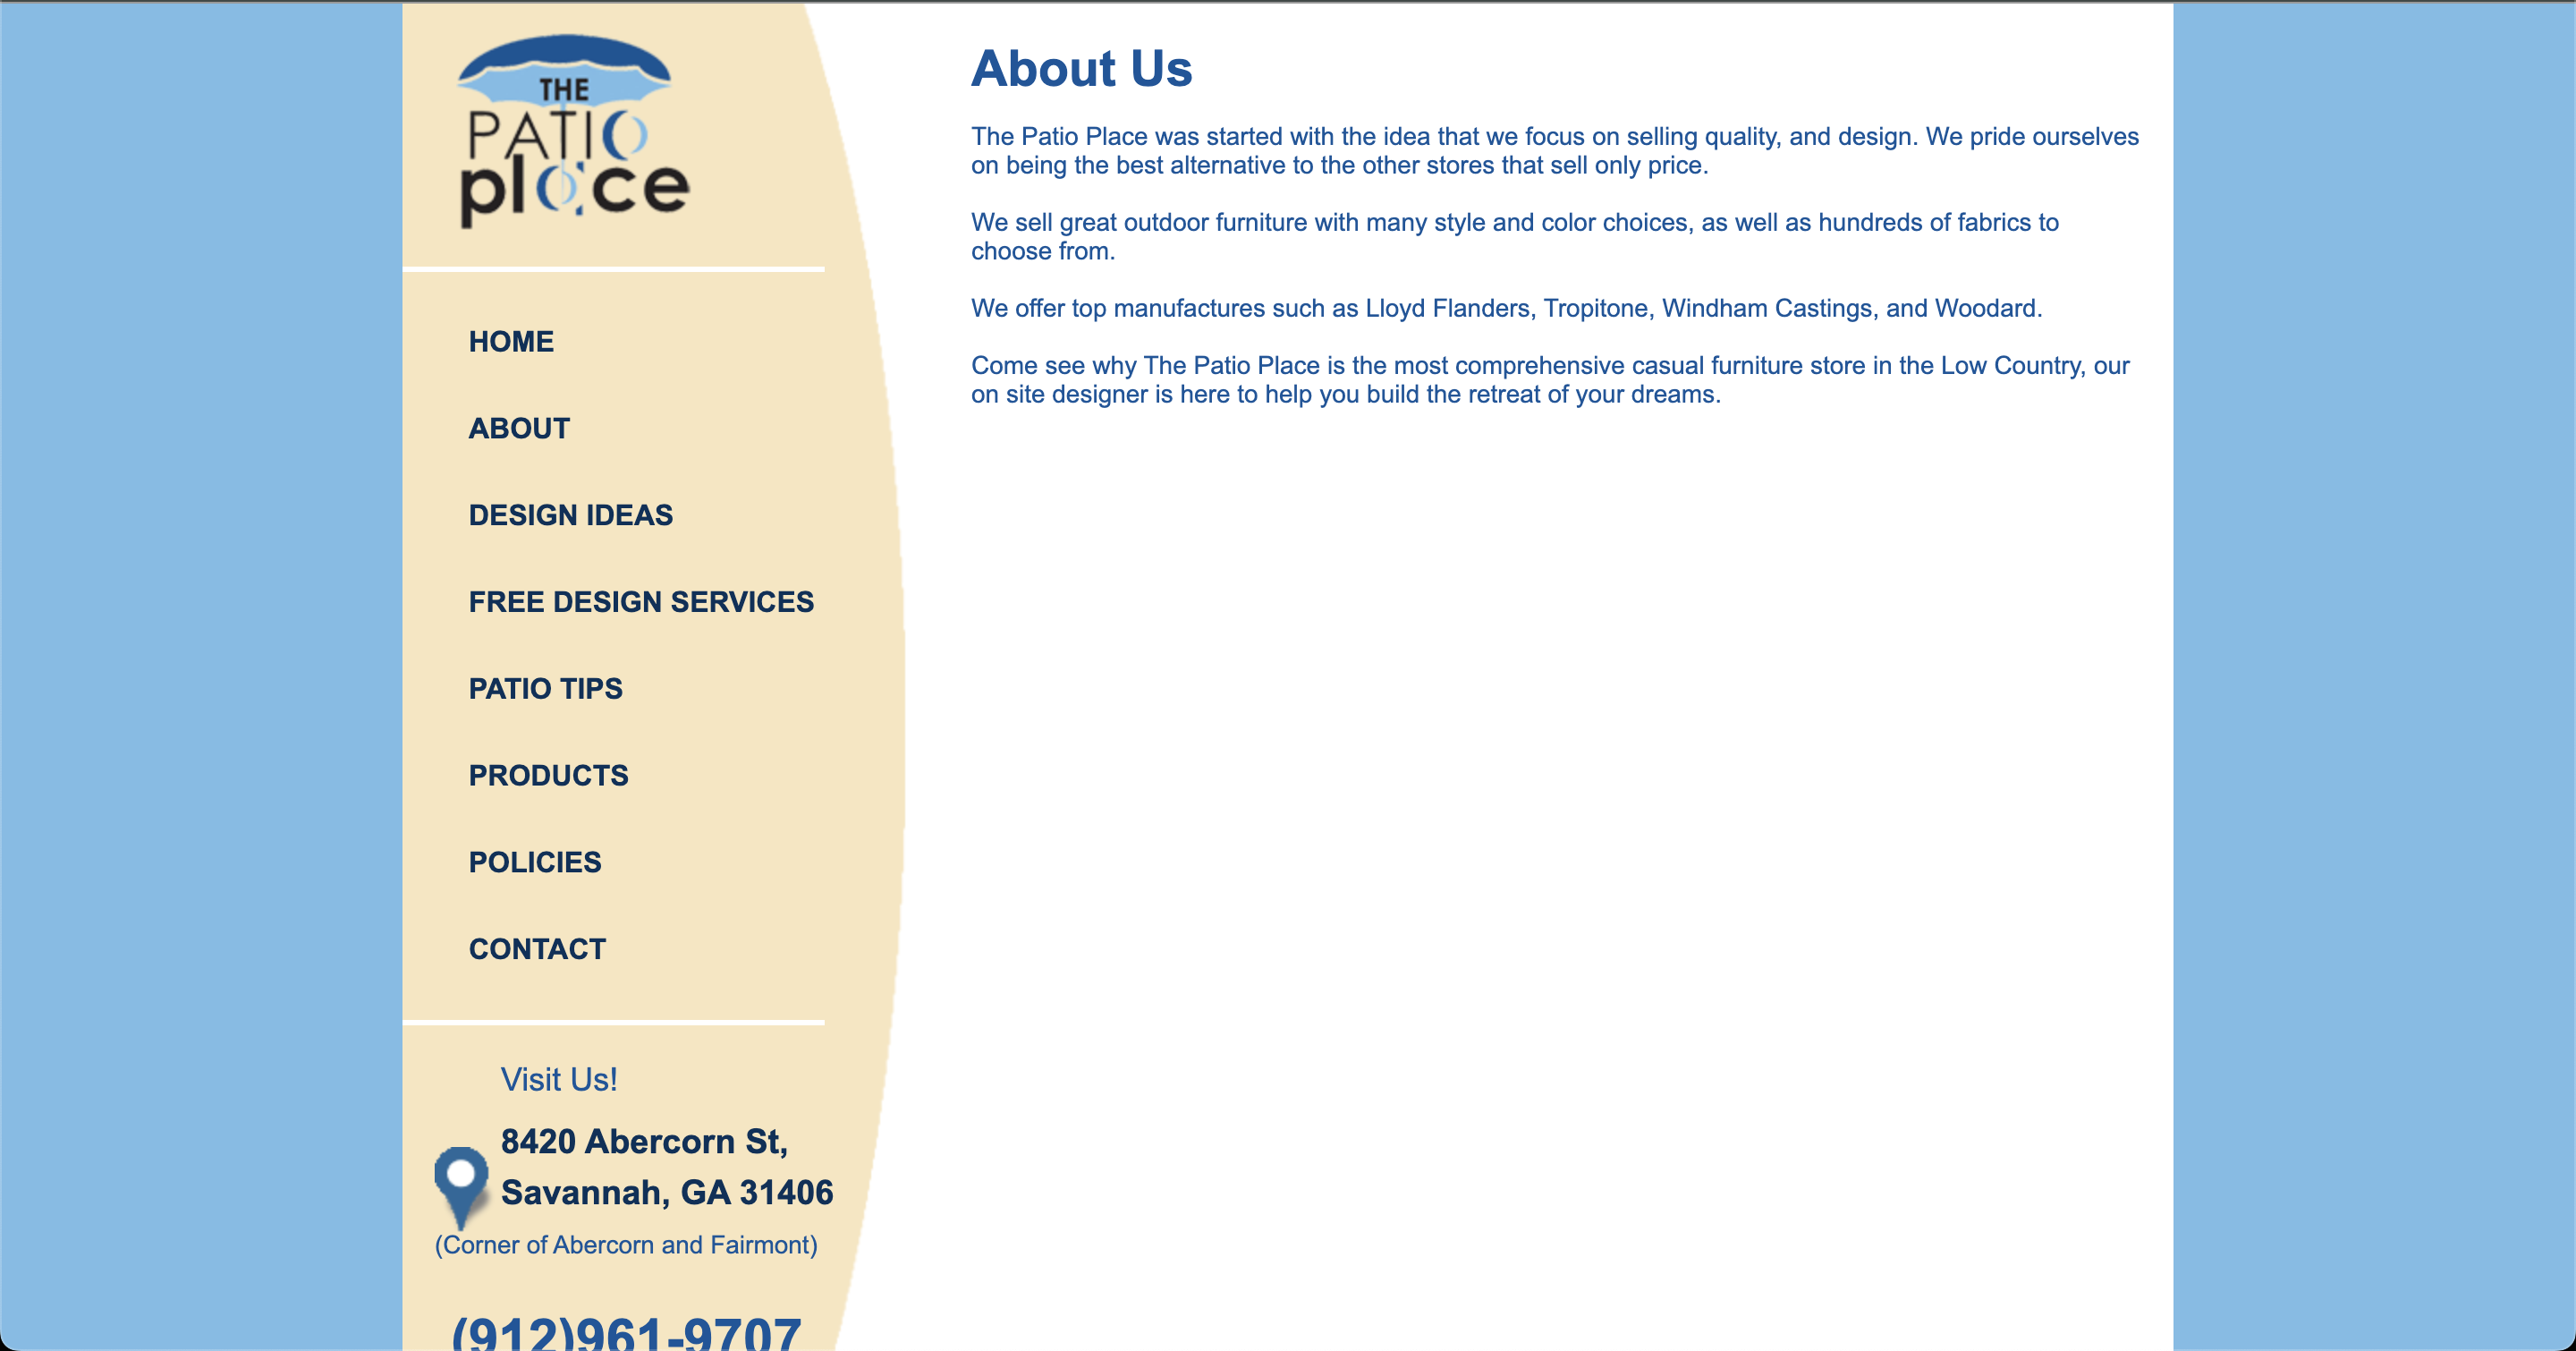 THE
PATIO
place
HOME
ABOUT
DESIGN IDEAS
FREE DESIGN SERVICES
PATIO TIPS
PRODUCTS
POLICIES
CONTACT
Visit Us!
8420 Abercorn St,
Savannah, GA 31406
(Corner of Abercorn and Fairmont)
(912)961-9707
About Us
The Patio Place was started with the idea that we focus on selling quality, and design. We pride ourselves
on being the best alternative to the other stores that sell only price.
We sell great outdoor furniture with many style and color choices, as well as hundreds of fabrics to
choose from.
We offer top manufactures such as Lloyd Flanders, Tropitone, Windham Castings, and Woodard.
Come see why The Patio Place is the most comprehensive casual furniture store in the Low Country, our
on site designer is here to help you build the retreat of your dreams.